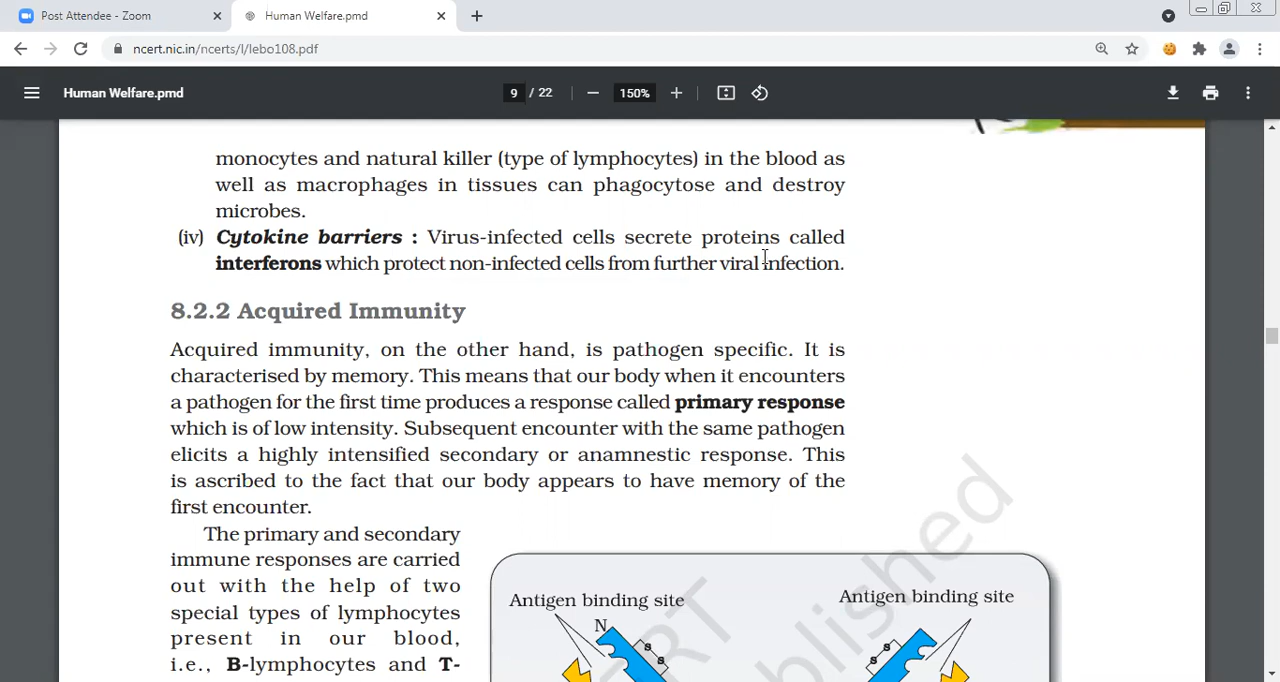 Post Attendee - Zoom
Human Welfare.pmd
ncert.nic.in/ncerts/l/lebo108.pdf
Human Welfare.pmd
9 / 22
150%
monocytes and natural killer (type of lymphocytes) in the blood as
well as macrophages in tissues can phagocytose and destroy
microbes.
(iv) Cytokine barriers : Virus-infected cells secrete proteins called
interferons which protect non-infected cells from further viral infection.
8.2.2 Acquired Immunity
Acquired immunity, on the other hand, is pathogen specific. It is
characterised by memory. This means that our body when it encounters
a pathogen for the first time produces a response called primary response
which is of low intensity. Subsequent encounter with the same pathogen
elicits a highly intensified secondary or anamnestic response. This
is ascribed to the fact that our body appears to have memory of the
first encounter.
The primary and secondary
immune responses are carried
out with the help of two
special types of lymphocytes
present in our blood,
i.e., B-lymphocytes and T-
Antigen binding site
Antigen binding site
N
s
s
s
s
ERT
blished